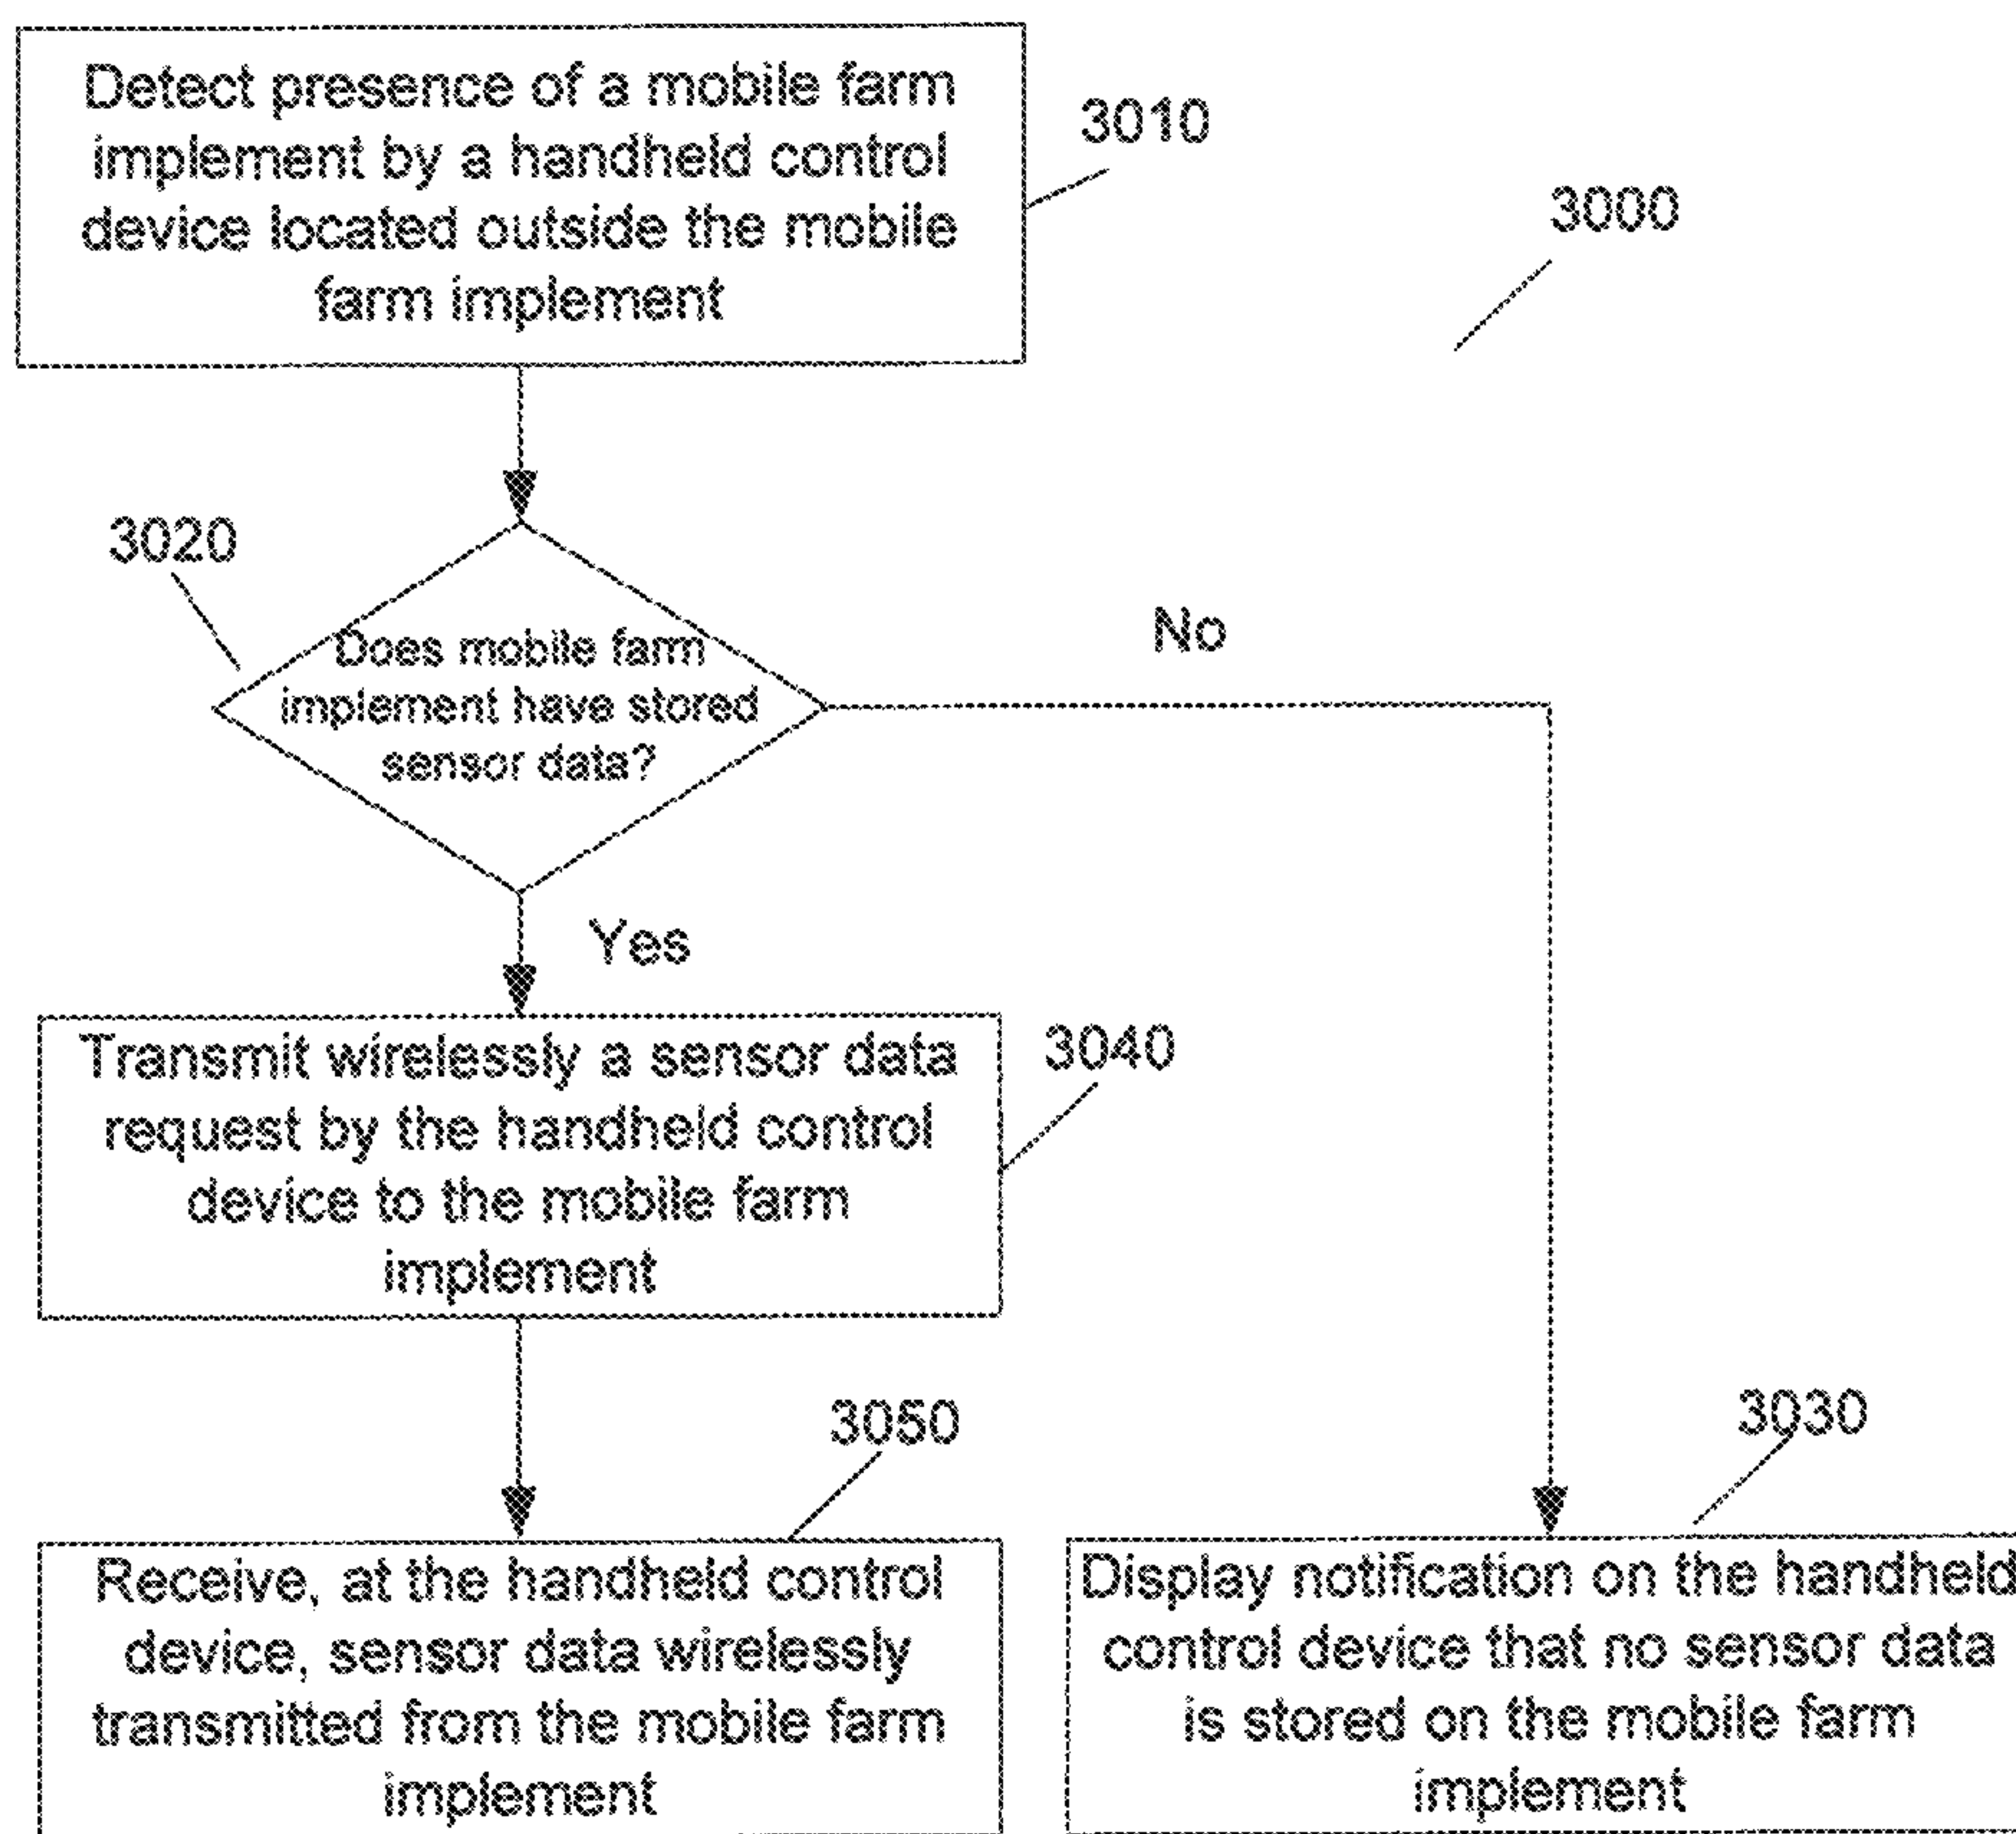 Detect presence of a mobile farm
implement by a handheld control
device located outside the mobile
farm implement
3010
3000
3020
Does mobile farm
implement have stored
sensor data?
No
Yes
Transmit wirelessly a sensor data
request by the handheld control
device to the mobile farm
implement
3040
3050
Receive, at the handheld control
device, sensor data wirelessly
transmitted from the mobile farm
implement
3030
Display notification on the handheld
control device that no sensor data
is stored on the mobile farm
implement